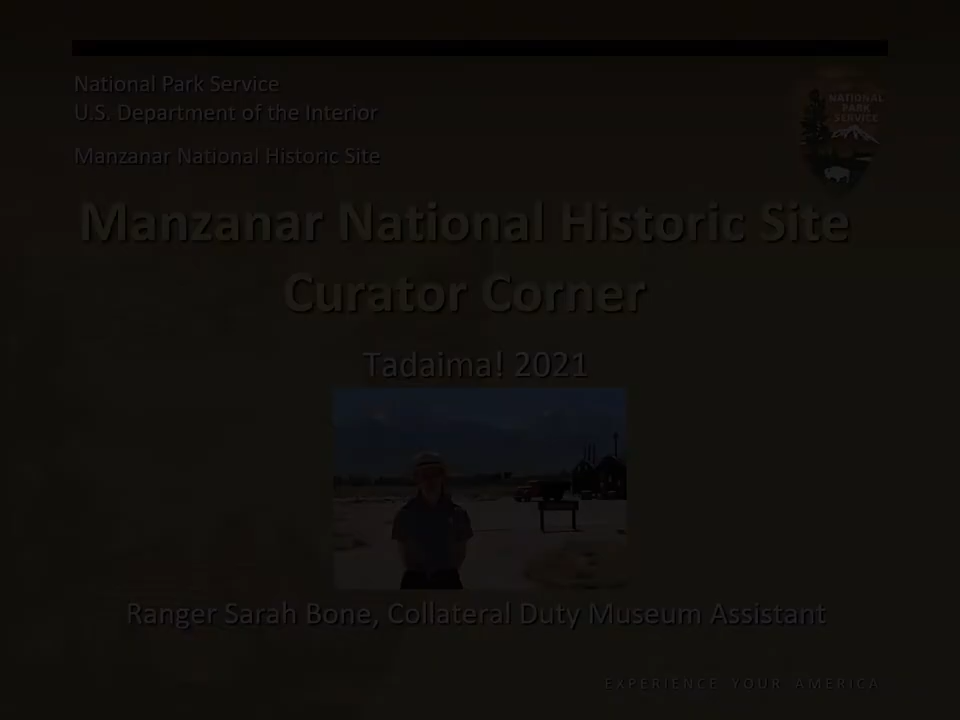 National Park Service
U.S. Department of the Interior
NATIONAL
PARK
SERVICE
Manzanar National Historic Site
Manzanar National Historic Site
Curator Corner
Tadaima! 2021
Ranger Sarah Bone, Collateral Duty Museum Assistant
EXPERIENCE YOUR AMERICA